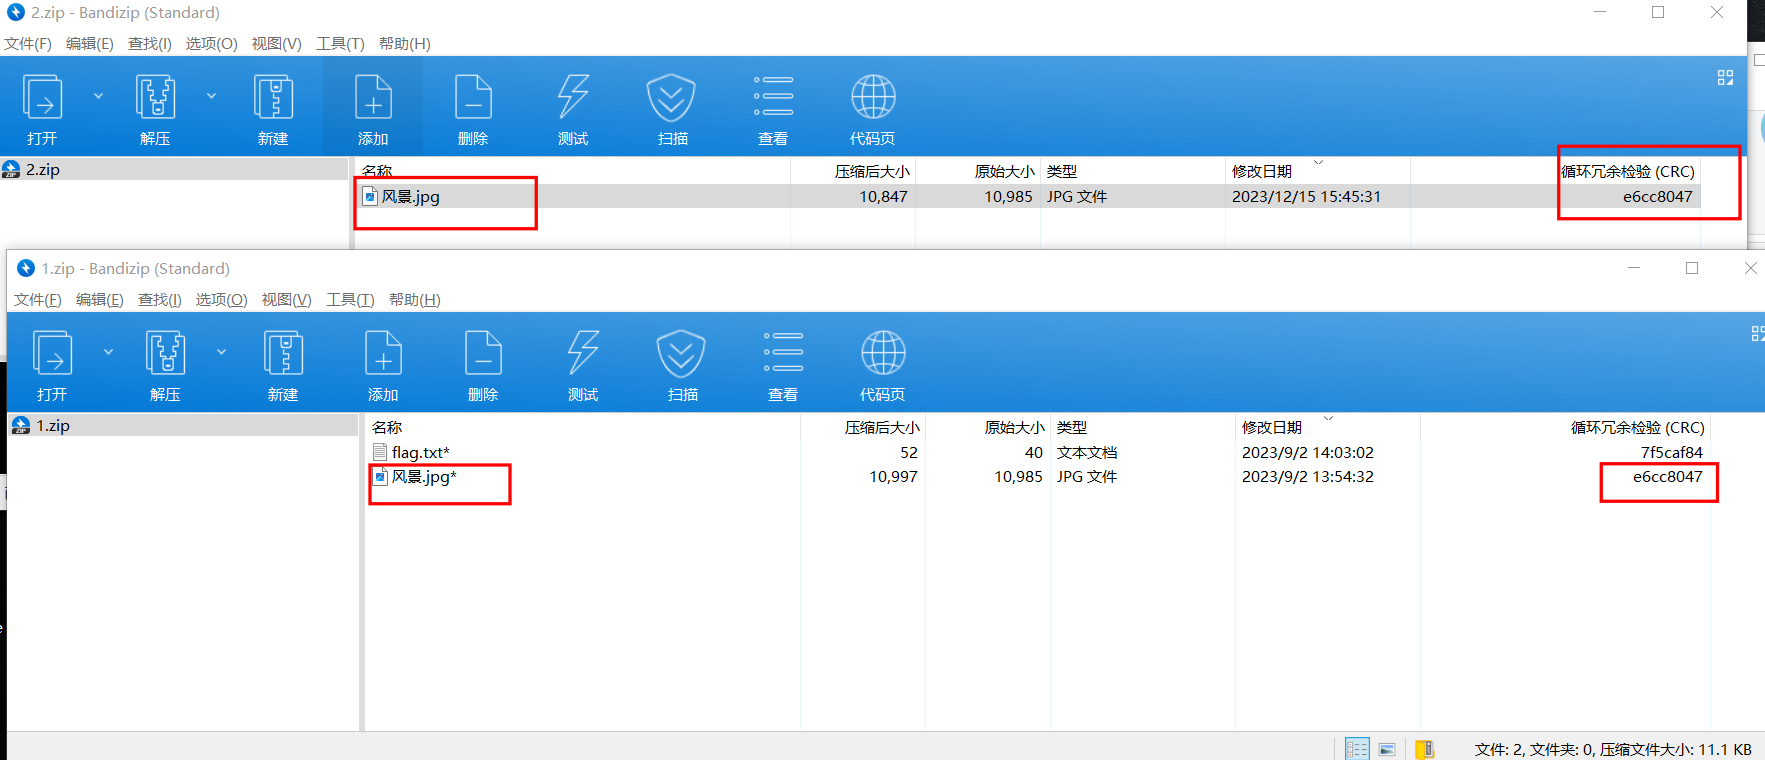 2.zip - Bandizip (Standard)
文件(F) 编辑(E) 查找(I) 选项(O) 视图(V) 工具(T) 帮助(H)
打开 解压 新建 添加 删除 测试 扫描 查看 代码页
2.zip
名称 压缩后大小 原始大小 类型 修改日期 循环冗余检验 (CRC)
风景.jpg 10,847 10,985 JPG 文件 2023/12/15 15:45:31 e6cc8047
1.zip - Bandizip (Standard)
文件(F) 编辑(E) 查找(I) 选项(O) 视图(V) 工具(T) 帮助(H)
打开 解压 新建 添加 删除 测试 扫描 查看 代码页
1.zip
名称 压缩后大小 原始大小 类型 修改日期 循环冗余检验 (CRC)
flag.txt* 52 40 文本文档 2023/9/2 14:03:02 7f5caf84
风景.jpg* 10,997 10,985 JPG 文件 2023/9/2 13:54:32 e6cc8047
文件: 2, 文件夹: 0, 压缩文件大小: 11.1 KB